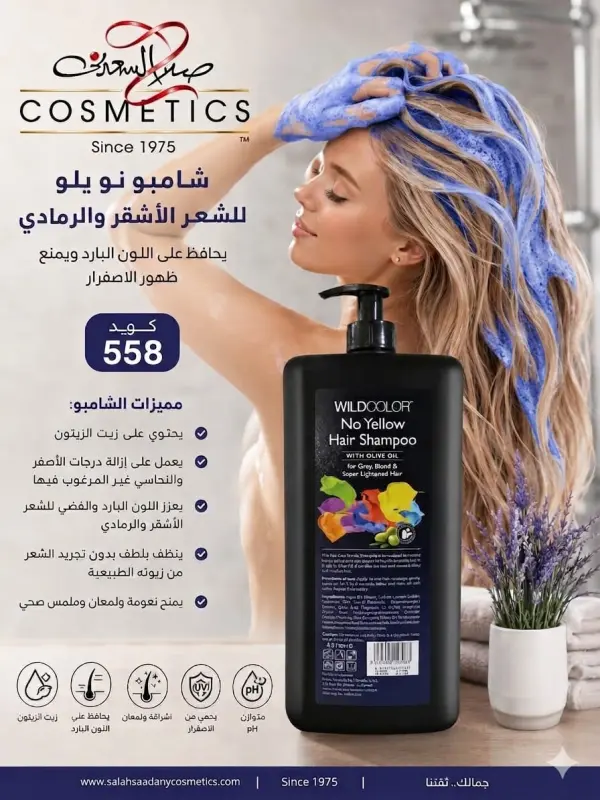 صلاح السعدني
COSMETICS
Since 1975
TM
شامبو نو يلو
للشعر الأشقر والرمادي
يحافظ على اللون البارد ويمنع
ظهور الاصفرار
كويد
558
مميزات الشامبو:
يحتوي على زيت الزيتون
يعمل على إزالة درجات الأصفر
والنحاسي غير المرغوب فيها
يعزز اللون البارد والفضي للشعر
الأشقر والرمادي
ينظف بلطف بدون تجريد الشعر
من زيوته الطبيعية
يمنح نعومة ولمعان وملمس صحي
WILDCOLOR
No Yellow
Hair Shampoo
WITH OLIVE OIL
for Grey, Blond &
Super Lightened Hair
زيت الزيتون
يحافظ على
اللون البارد
اشراقة ولمعان
UV
يحمي من
الاصفرار
pH
متوازن
pH
www.salahsaadanycosmetics.com | Since 1975 | جمالك.. ثقتنا